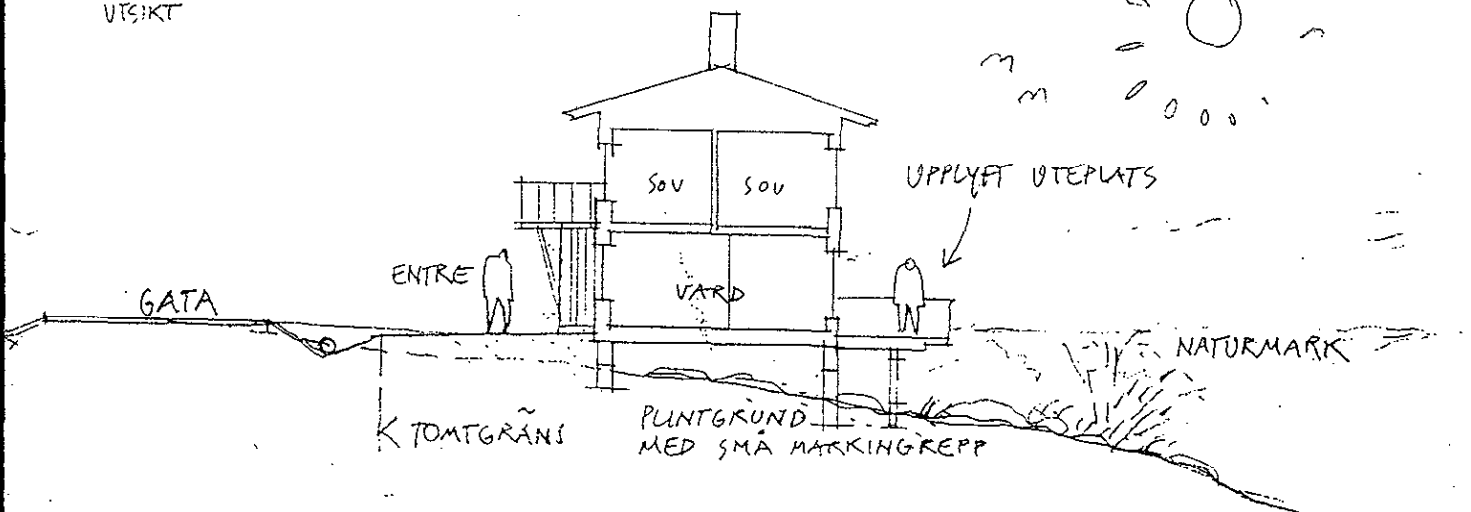 UTSIKT
SOV SOV
UPPLYFT UTEPLATS
ENTRE
VARD
GATA
NATURMARK
TOMTGRÄNS
PLINTGRUND
MED SMÅ MARKINGREPP